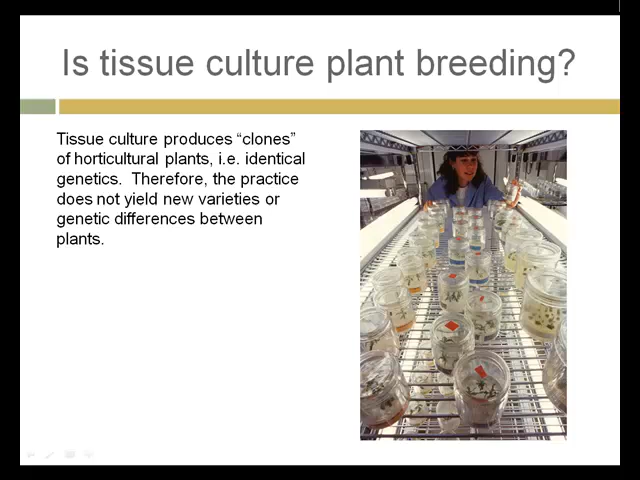 Is tissue culture plant breeding?
Tissue culture produces “clones”
of horticultural plants, i.e. identical
genetics.  Therefore, the practice
does not yield new varieties or
genetic differences between
plants.